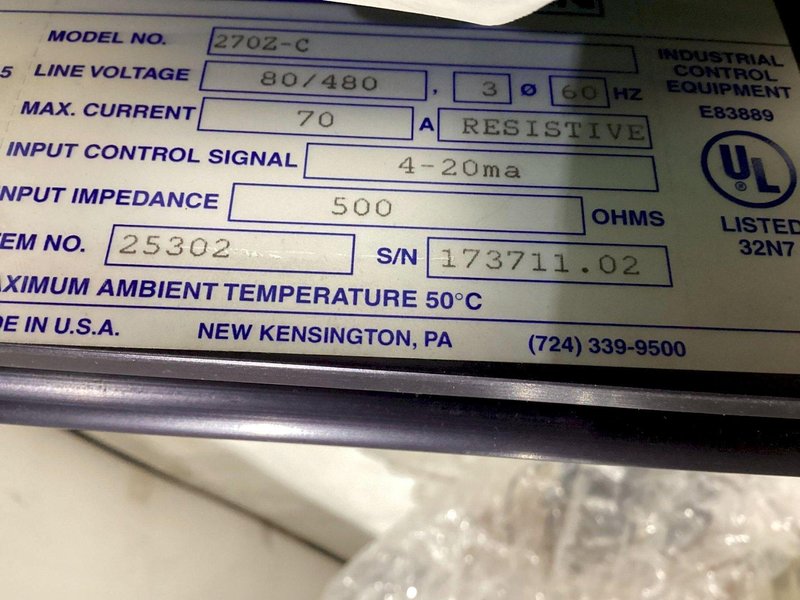 MODEL NO. 270Z-C
5 LINE VOLTAGE 80/480, 3 Ø 60 HZ
MAX. CURRENT 70 A RESISTIVE
INPUT CONTROL SIGNAL 4-20ma
NPUT IMPEDANCE 500 OHMS
EM NO. 25302 S/N 173711.02
XIMUM AMBIENT TEMPERATURE 50°C
DE IN U.S.A. NEW KENSINGTON, PA (724) 339-9500
INDUSTRIAL
CONTROL
EQUIPMENT
E83889
UL
®
LISTED
32N7